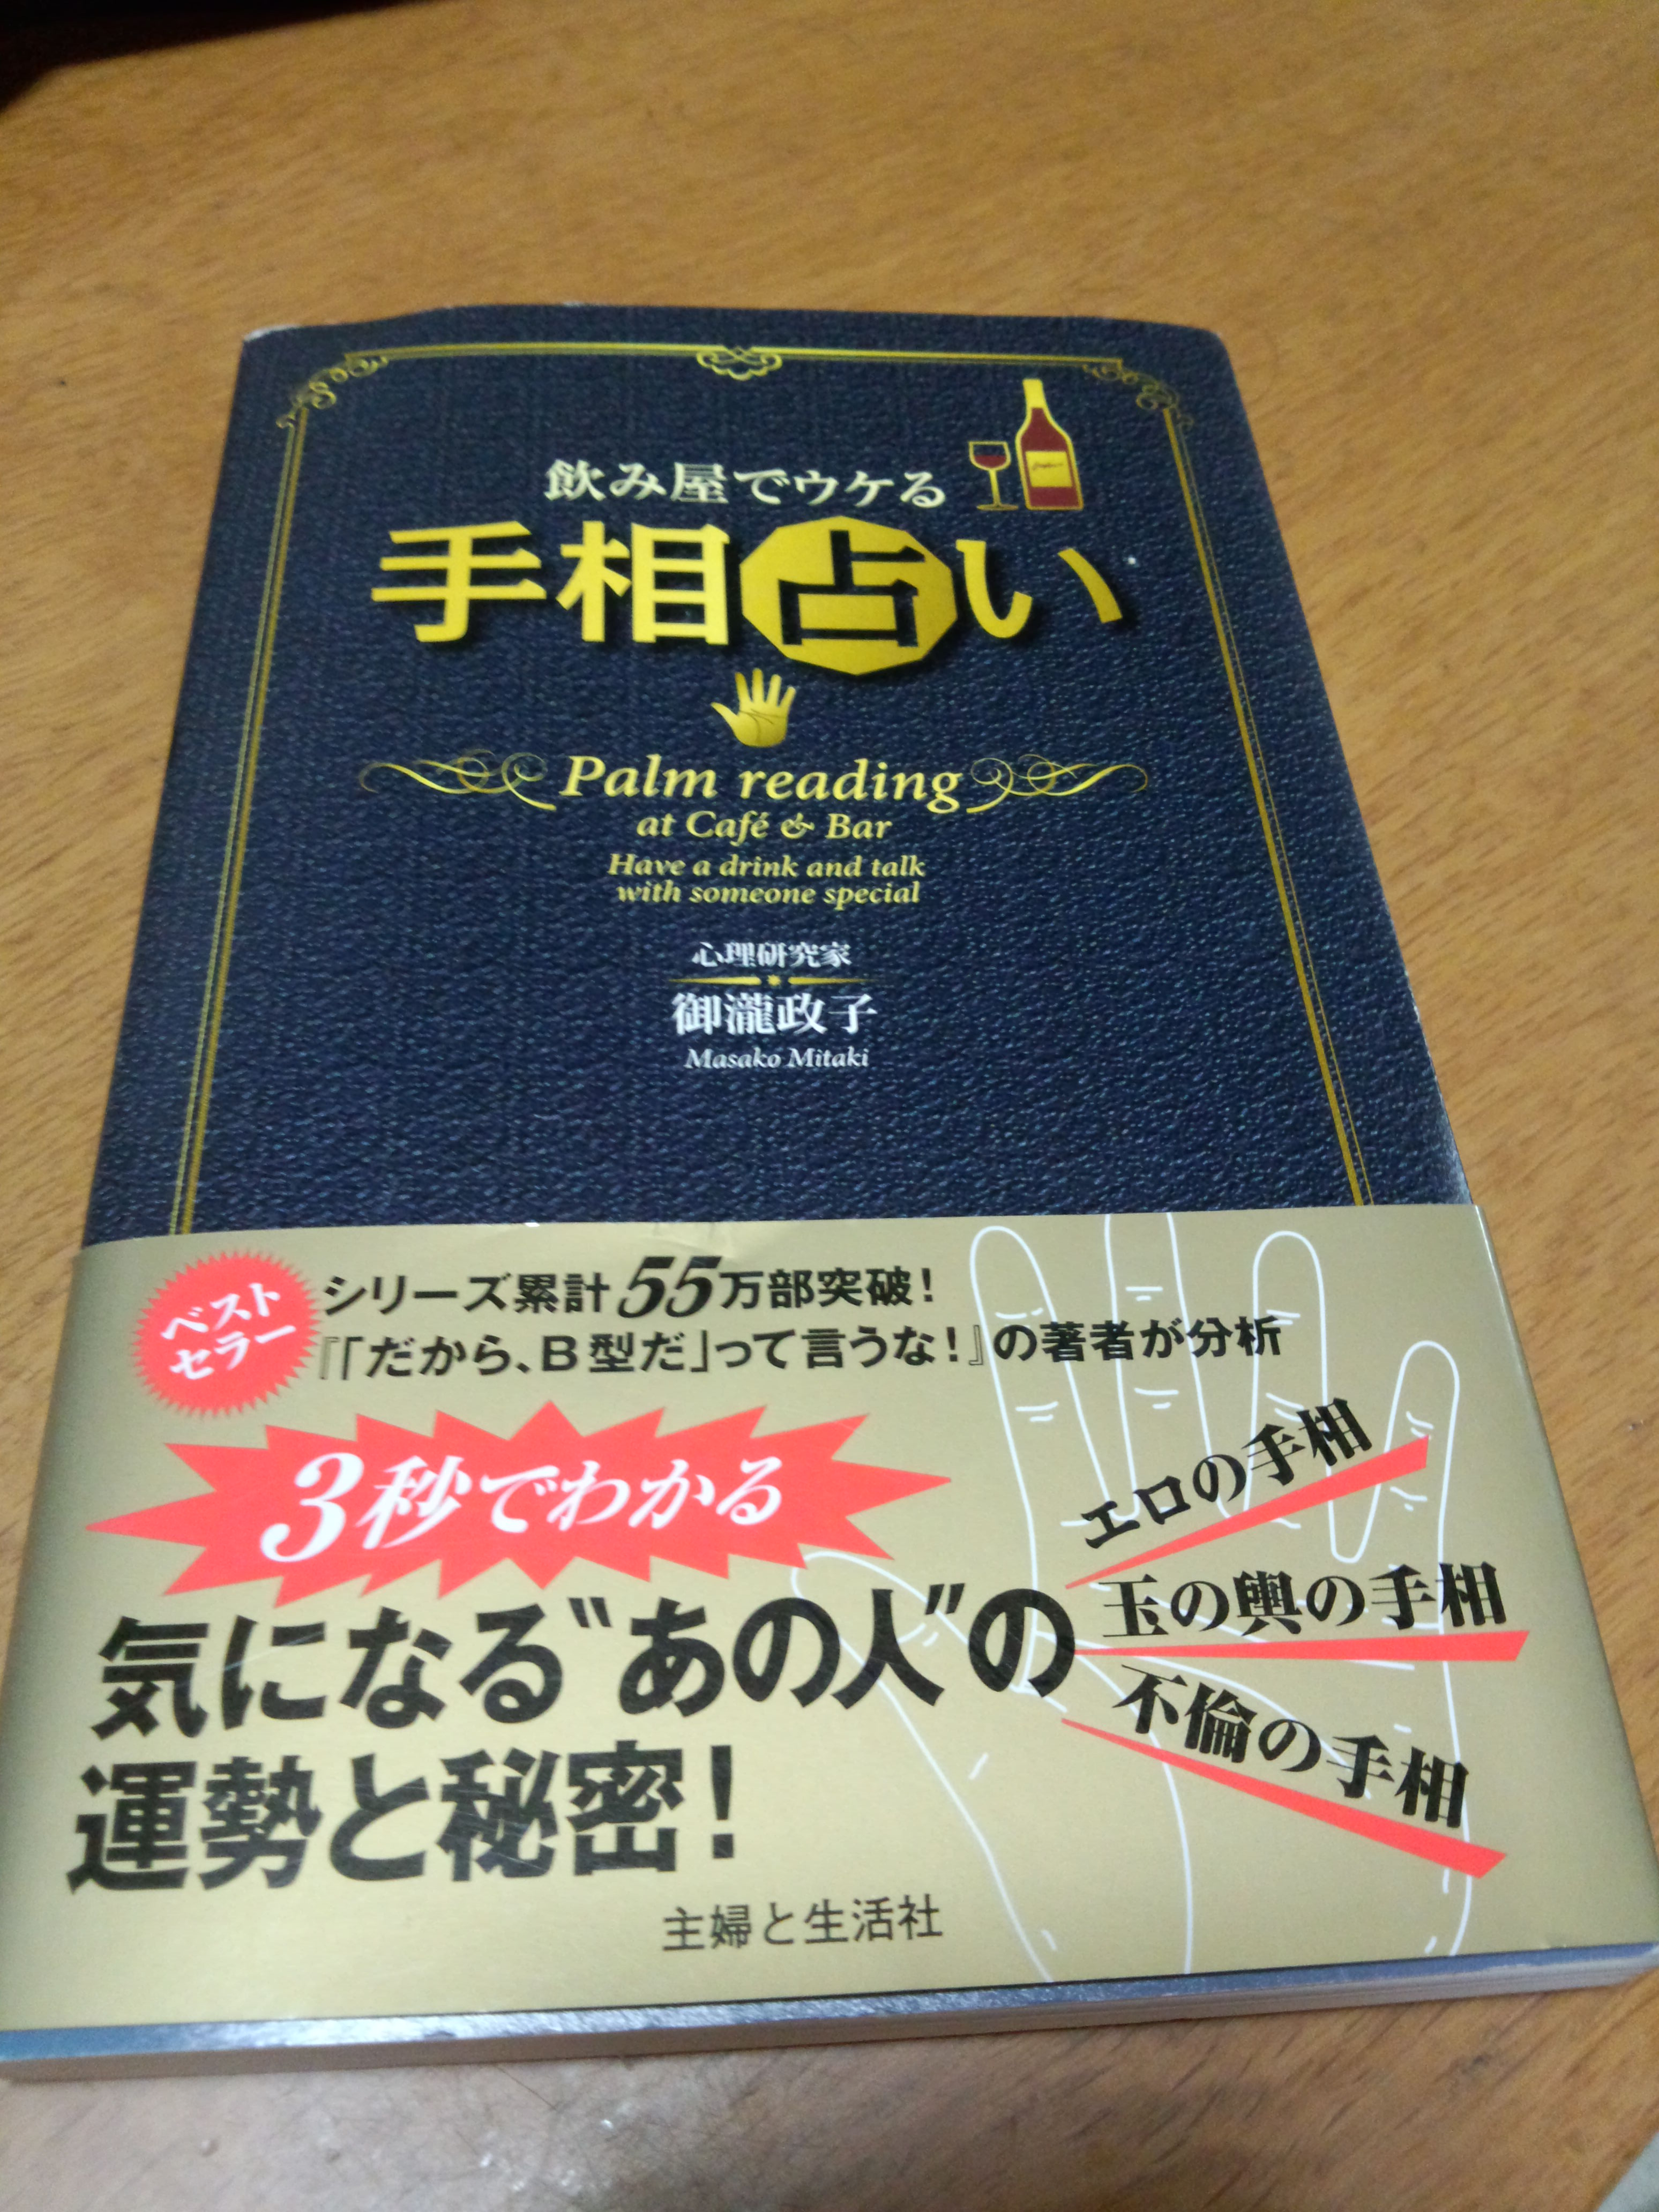 飲み屋でウケる
手相占い
Palm reading
at Café & Bar
Have a drink and talk
with someone special
心理研究家
御瀧政子
Masako Mitaki
ベスト
セラー
シリーズ累計55万部突破!
『「だから、B型だ」って言うな!』の著者が分析
3秒でわかる
気になる〝あの人〟の
運勢と秘密!
エロの手相
玉の輿の手相
不倫の手相
主婦と生活社